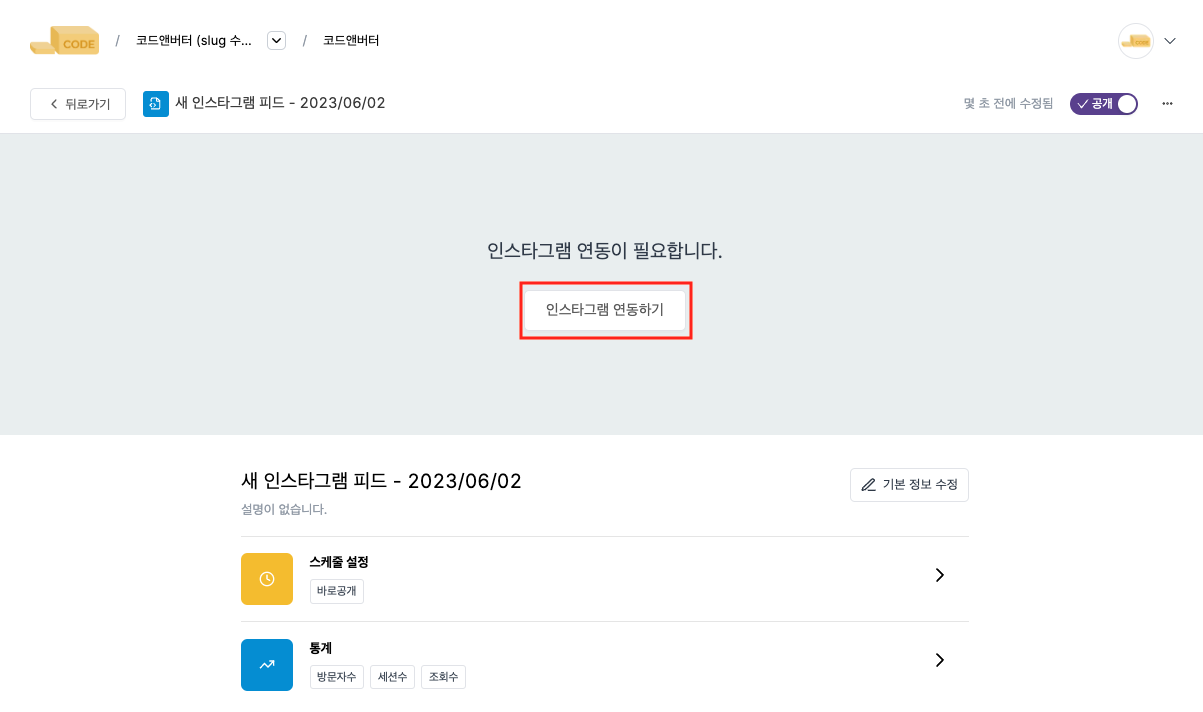 CODE / 코드앤버터 (slug 수... / 코드앤버터 CODE
뒤로가기 새 인스타그램 피드 - 2023/06/02 몇 초 전에 수정됨 공개 ...
인스타그램 연동이 필요합니다.
인스타그램 연동하기
새 인스타그램 피드 - 2023/06/02 기본 정보 수정
설명이 없습니다.
스케줄 설정
바로공개
통계
방문자수 세션수 조회수